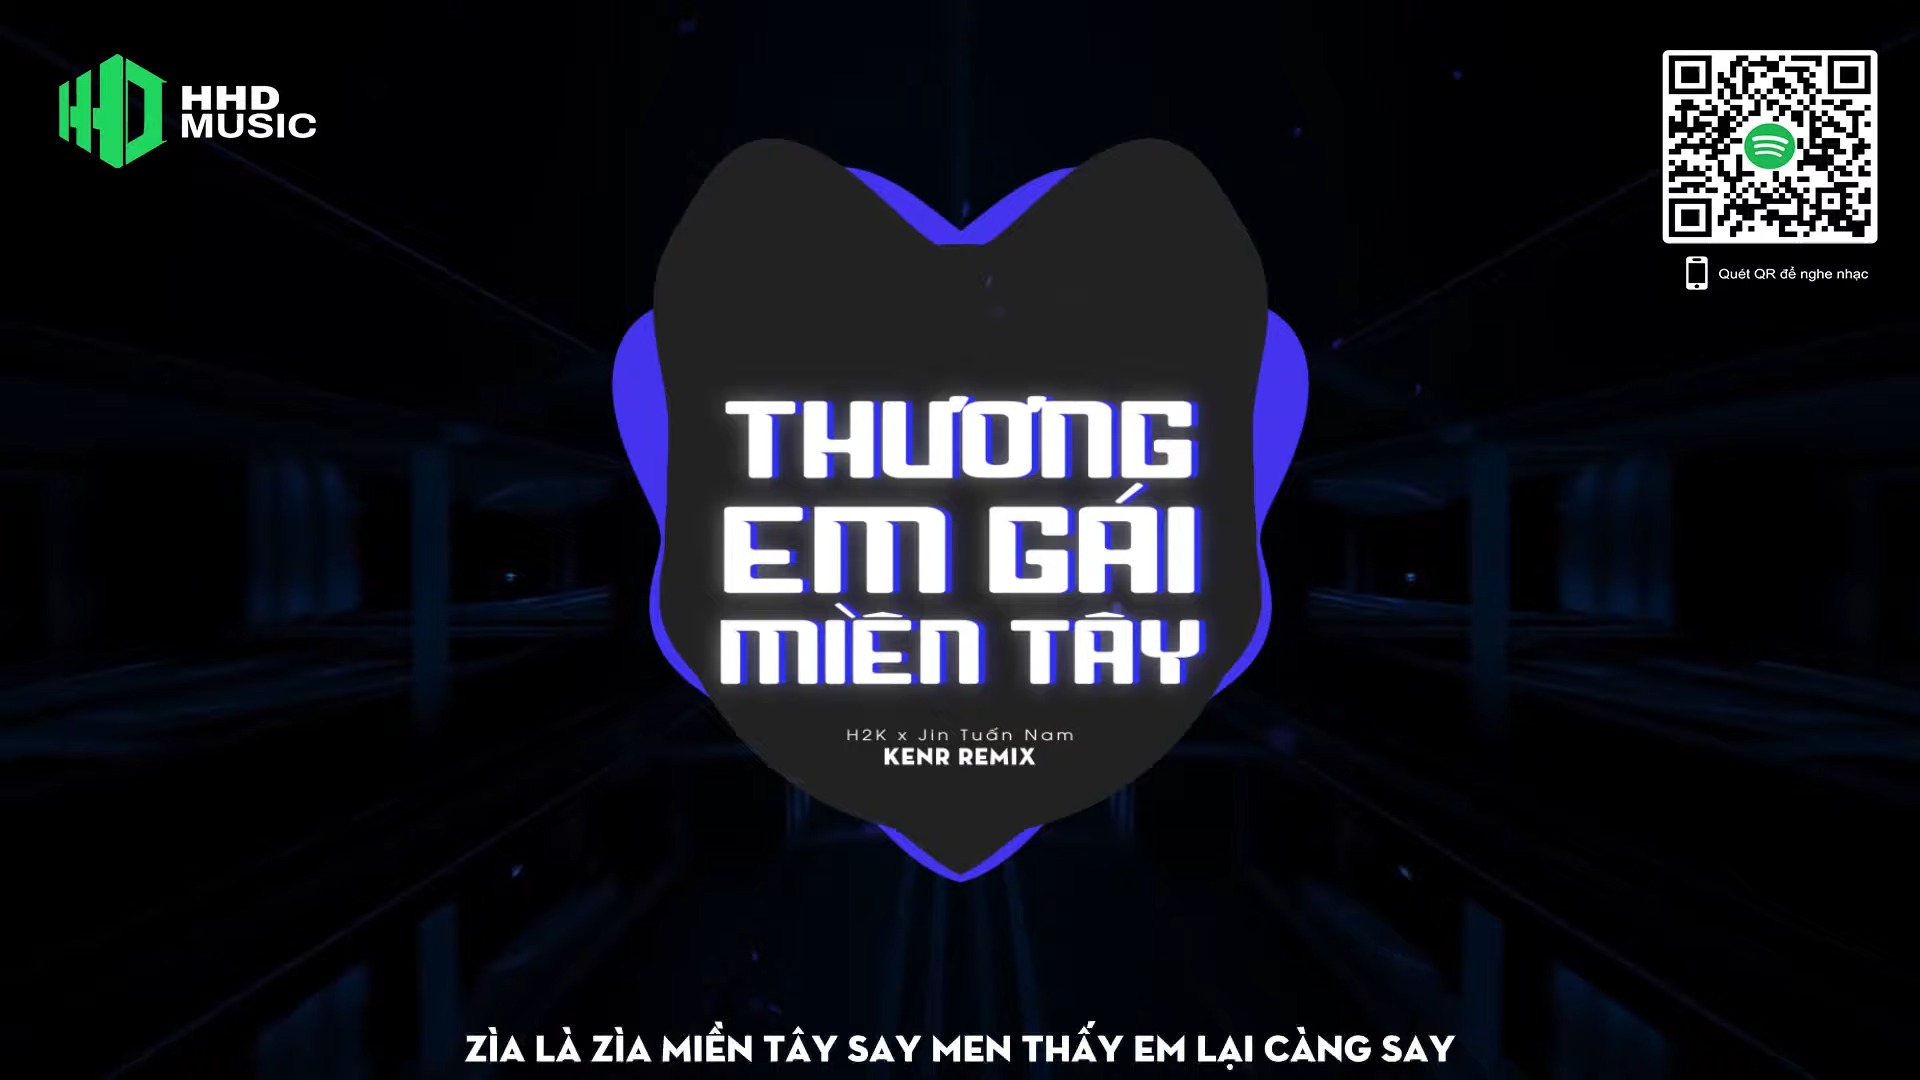 HHD
MUSIC
Quét QR để nghe nhạc
THƯƠNG
EM GÁI
MIỀN TÂY
H2K x Jin Tuấn Nam
KENR REMIX
ZÌA LÀ ZÌA MIỀN TÂY SAY MEN THẤY EM LẠI CÀNG SAY